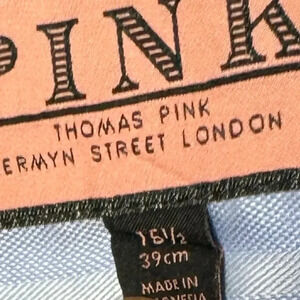 PINK
THOMAS PINK
ERMYN STREET LONDON
15½
39cm
MADE IN